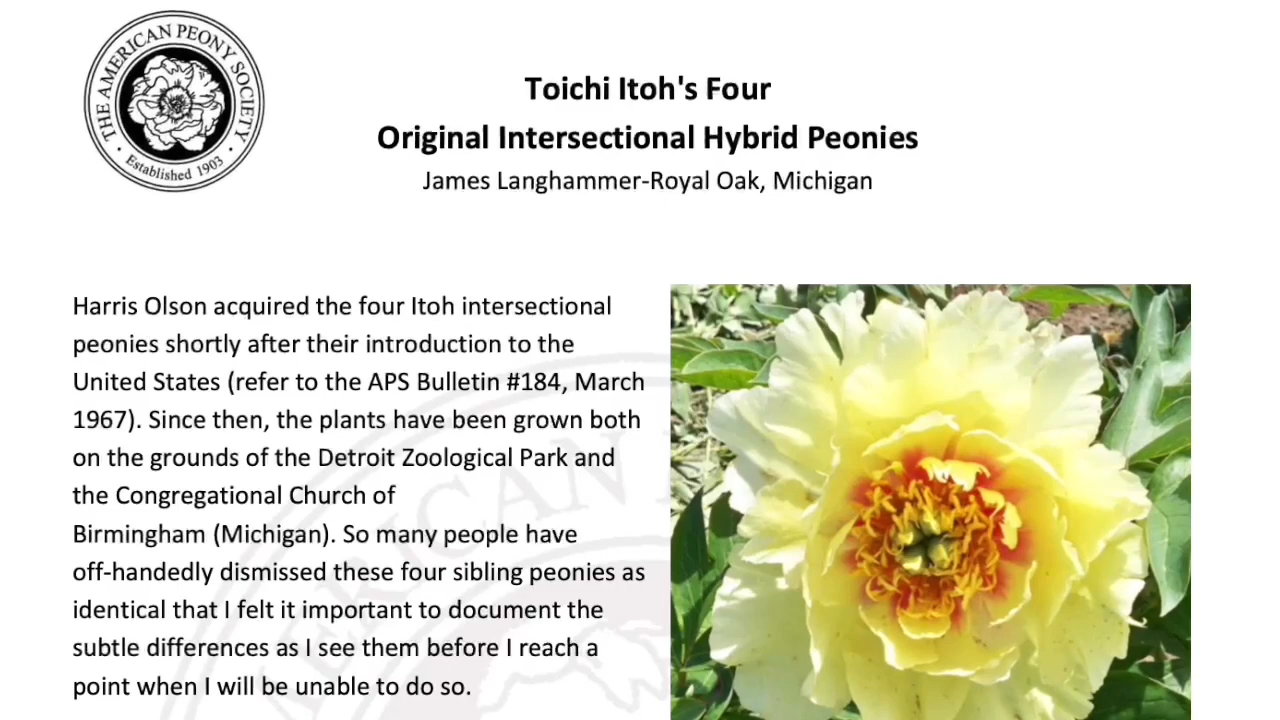 THE AMERICAN PEONY SOCIETY
• Established 1903 •
Toichi Itoh's Four
Original Intersectional Hybrid Peonies
James Langhammer-Royal Oak, Michigan
Harris Olson acquired the four Itoh intersectional
peonies shortly after their introduction to the
United States (refer to the APS Bulletin #184, March
1967). Since then, the plants have been grown both
on the grounds of the Detroit Zoological Park and
the Congregational Church of
Birmingham (Michigan). So many people have
off-handedly dismissed these four sibling peonies as
identical that I felt it important to document the
subtle differences as I see them before I reach a
point when I will be unable to do so.